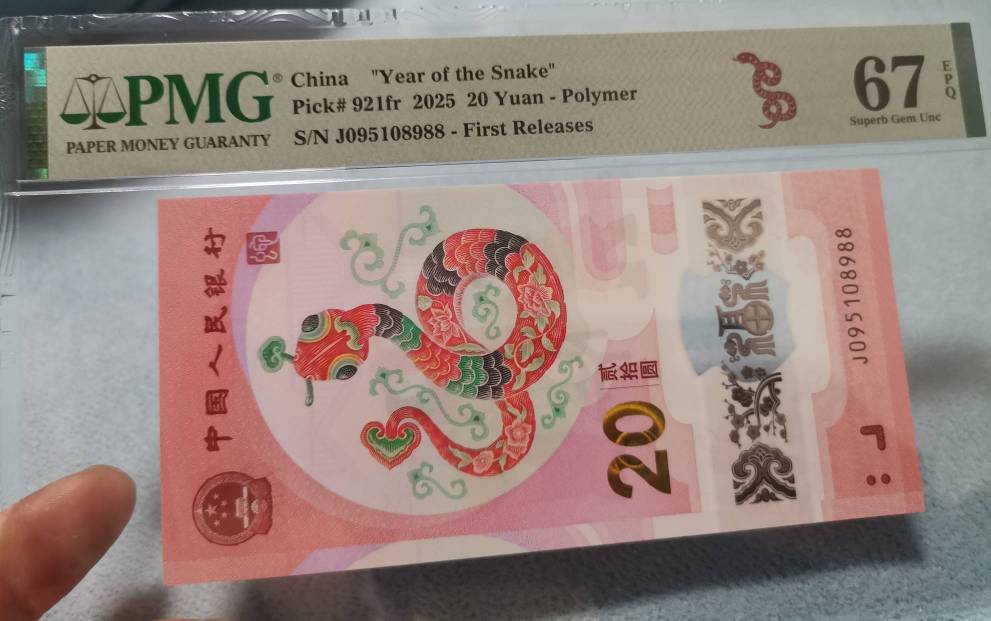 PMG®
PAPER MONEY GUARANTY
China "Year of the Snake"
Pick# 921fr 2025 20 Yuan - Polymer
S/N J095108988 - First Releases
67
EPQ
Superb Gem Unc
中国人民银行
贰拾圆
20
福
J095108988